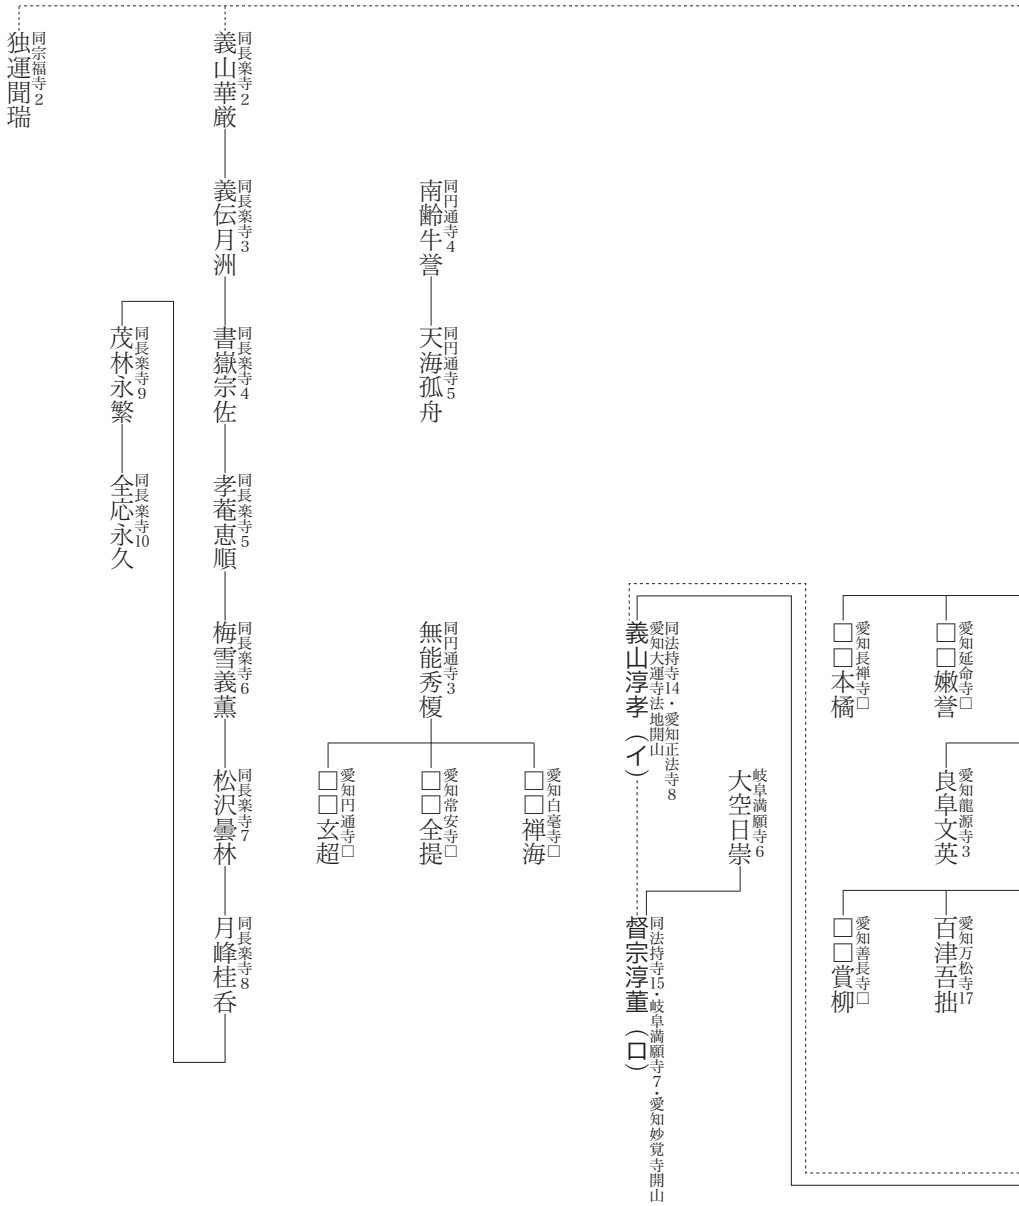 愛知延命寺□
□□嫩誉
愛知長禅寺□
□□本橘
愛知龍源寺3
良阜文英
愛知万松寺17
百津吾拙
愛知善長寺□
□□賞柳
岐阜満願寺6
大空日崇
同法持寺14・愛知正法寺8
愛知大運寺法地開山
義山淳孝（イ）
同法持寺15・岐阜満願寺7・愛知妙覚寺開山
督宗淳董（ロ）
同円通寺4
南齢牛誉
同円通寺5
天海孤舟
同円通寺3
無能秀榎
愛知白毫寺□
□□禅海
愛知常安寺□
□□全提
愛知円通寺□
□□玄超
同長楽寺2
義山華厳
同長楽寺3
義伝月洲
同長楽寺4
書嶽宗佐
同長楽寺5
孝菴恵順
同長楽寺6
梅雪義薫
同長楽寺7
松沢曇林
同長楽寺8
月峰桂呑
同長楽寺9
茂林永繁
同長楽寺10
全応永久
同宗福寺2
独運聞瑞